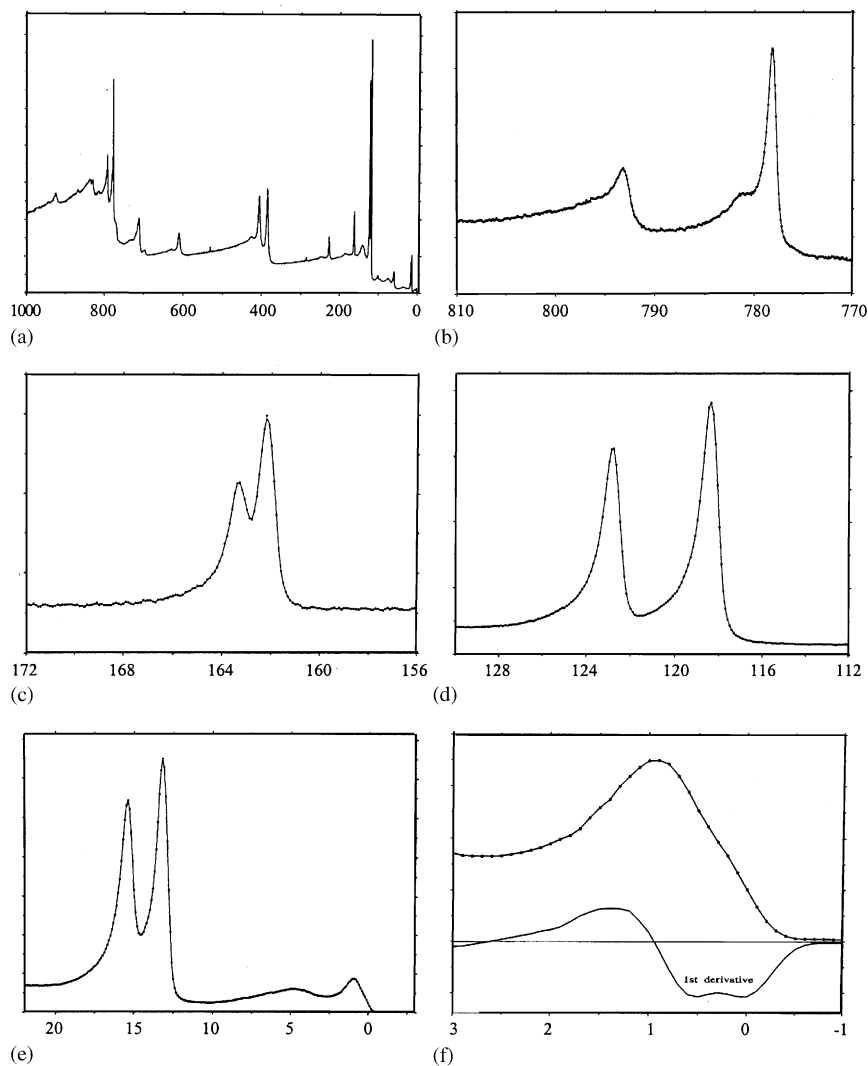 1000 800 600 400 200 0
810 800 790 780 770
(a)
(b)
172 168 164 160 156
128 124 120 116 112
(c)
(d)
1st derivative
20 15 10 5 0
3 2 1 0 -1
(e)
(f)